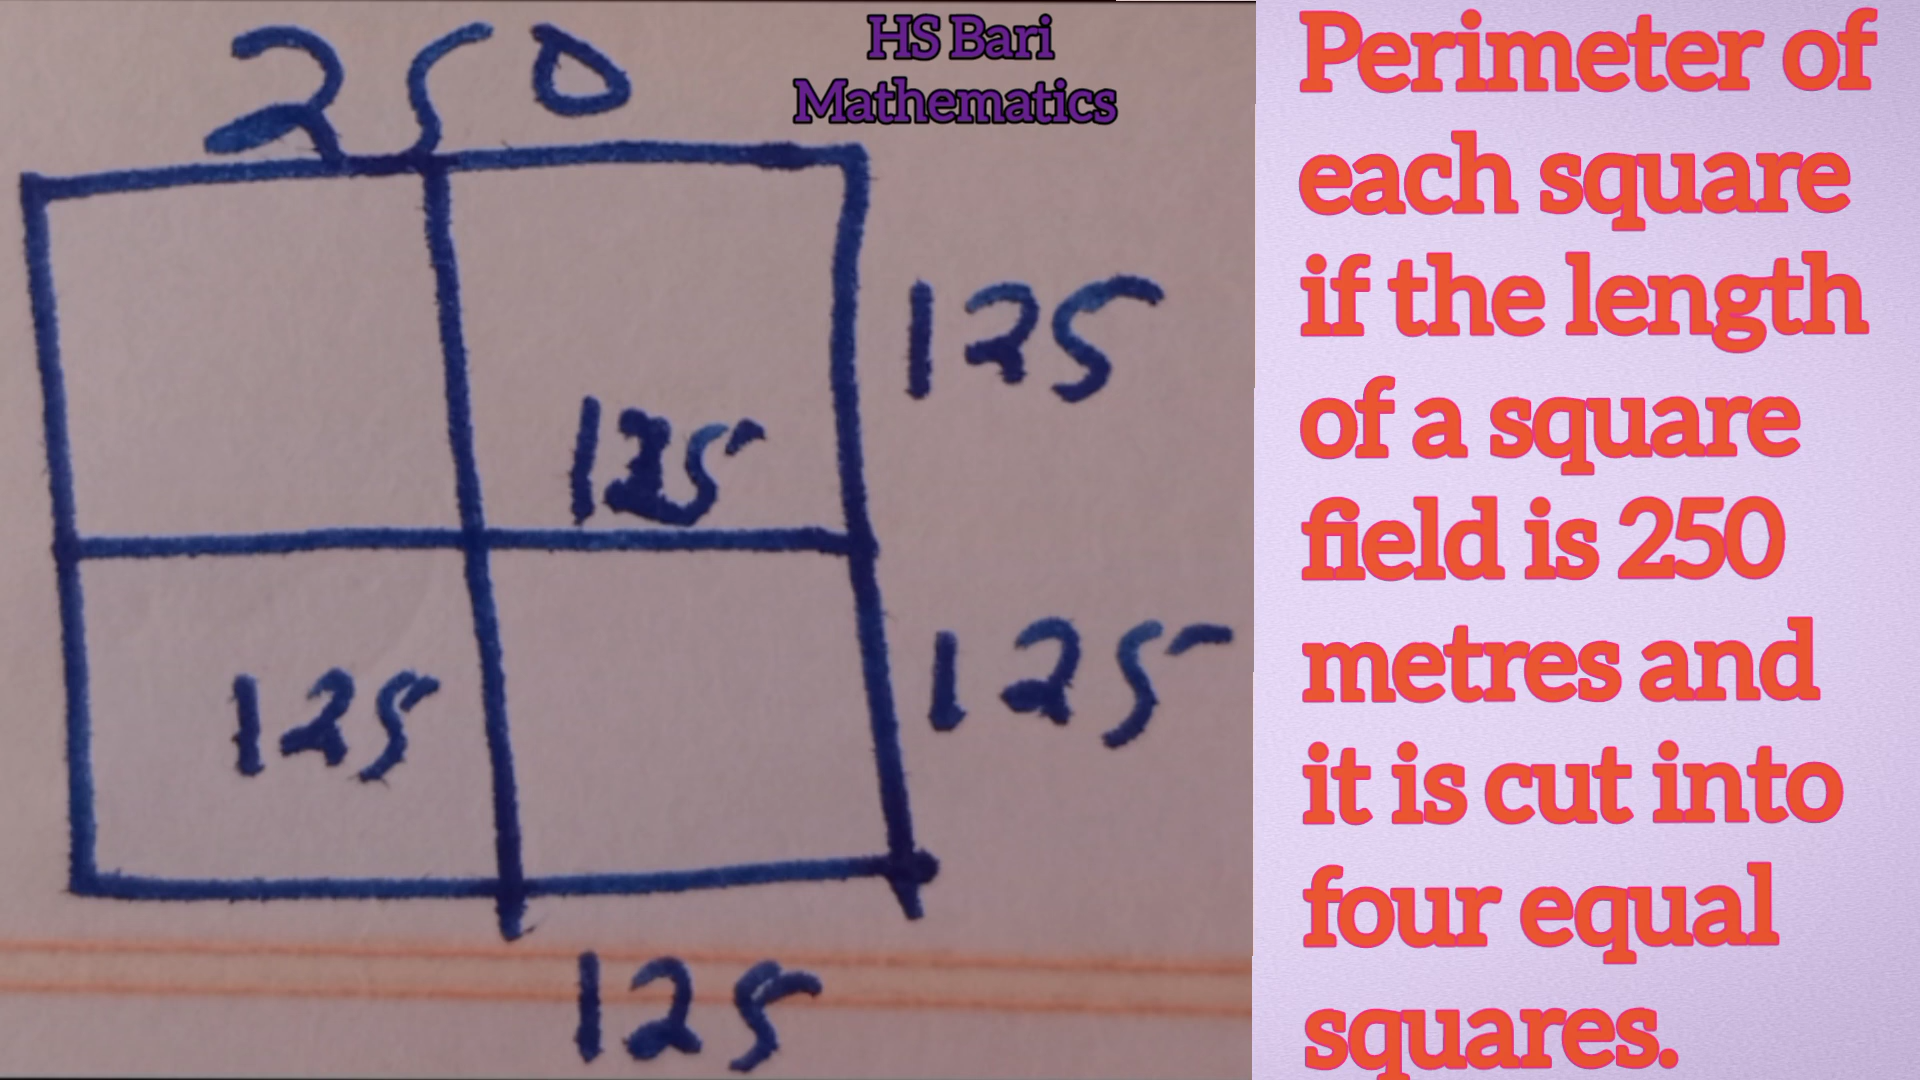 250
HS Bari
Mathematics
125
125
125
125
125
Perimeter of
each square
if the length
of a square
field is 250
metres and
it is cut into
four equal
squares.